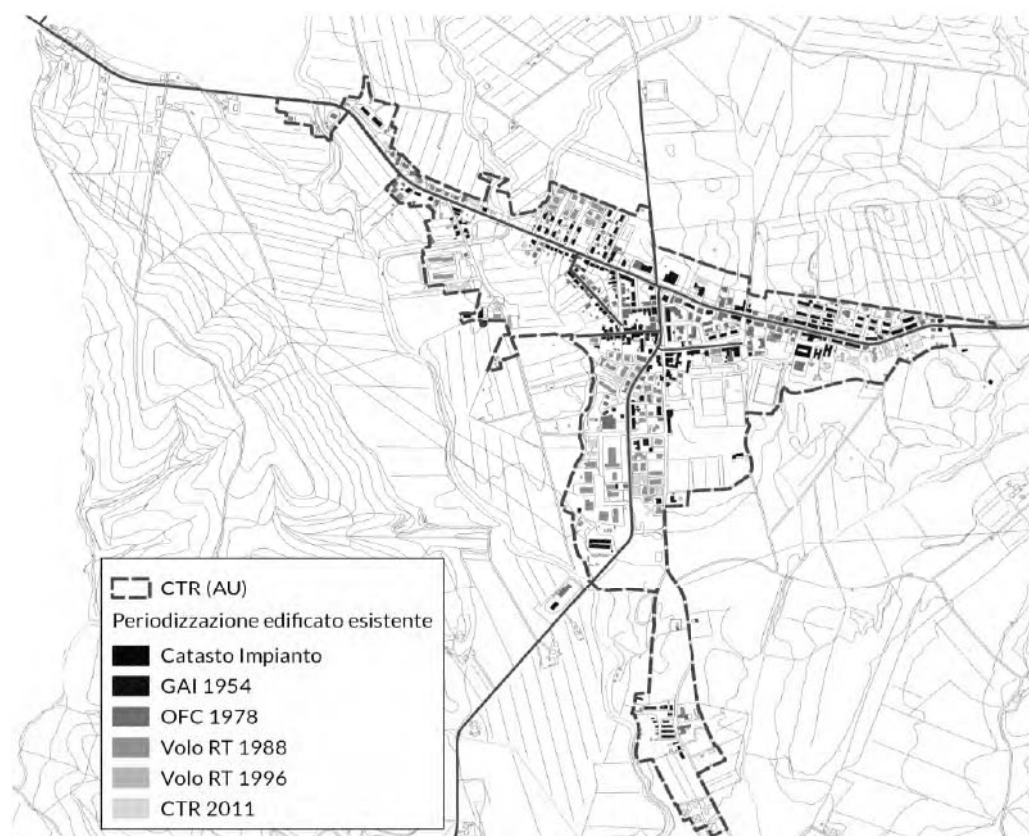 CTR (AU)
Periodizzazione edificato esistente
Catasto Impianto
GAI 1954
OFC 1978
Volo RT 1988
Volo RT 1996
CTR 2011